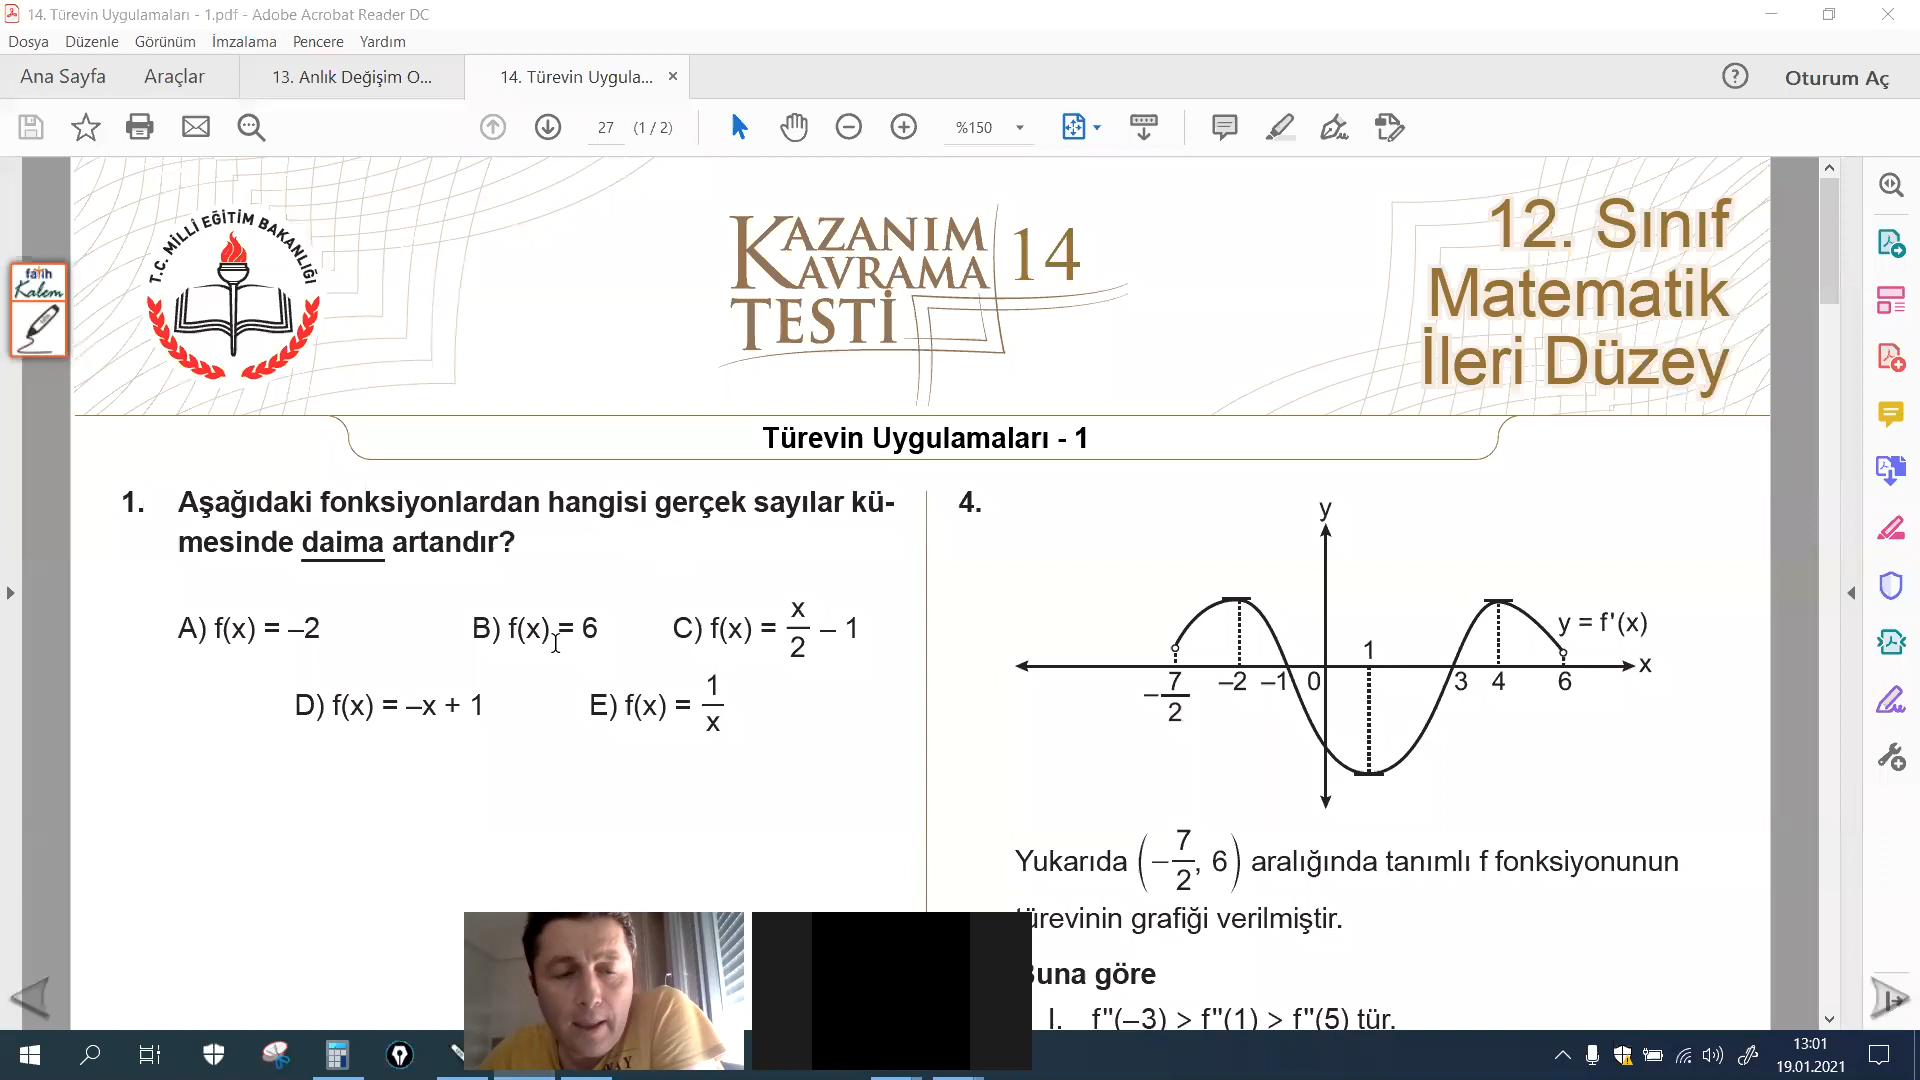 14. Türevin Uygulamaları - 1.pdf - Adobe Acrobat Reader DC
Dosya Düzenle Görünüm İmzalama Pencere Yardım
Ana Sayfa Araçlar 13. Anlık Değişim O... 14. Türevin Uygula... × Oturum Aç
27 (1 / 2) %150
T.C. MİLLÎ EĞİTİM BAKANLIĞI
fatih
Kalem
KAZANIM
KAVRAMA
TESTİ
14
12. Sınıf
Matematik
İleri Düzey
Türevin Uygulamaları - 1
1. Aşağıdaki fonksiyonlardan hangisi gerçek sayılar kü-
mesinde daima artandır?
A) f(x) = –2 B) f(x) = 6 C) f(x) = x/2 – 1
D) f(x) = –x + 1 E) f(x) = 1/x
4.
y
y = f'(x)
1
x
–7/2 –2 –1 0 3 4 6
Yukarıda (–7/2, 6) aralığında tanımlı f fonksiyonunun
türevinin grafiği verilmiştir.
Buna göre
I. f"(–3) > f"(1) > f"(5) tür.
13:01
19.01.2021